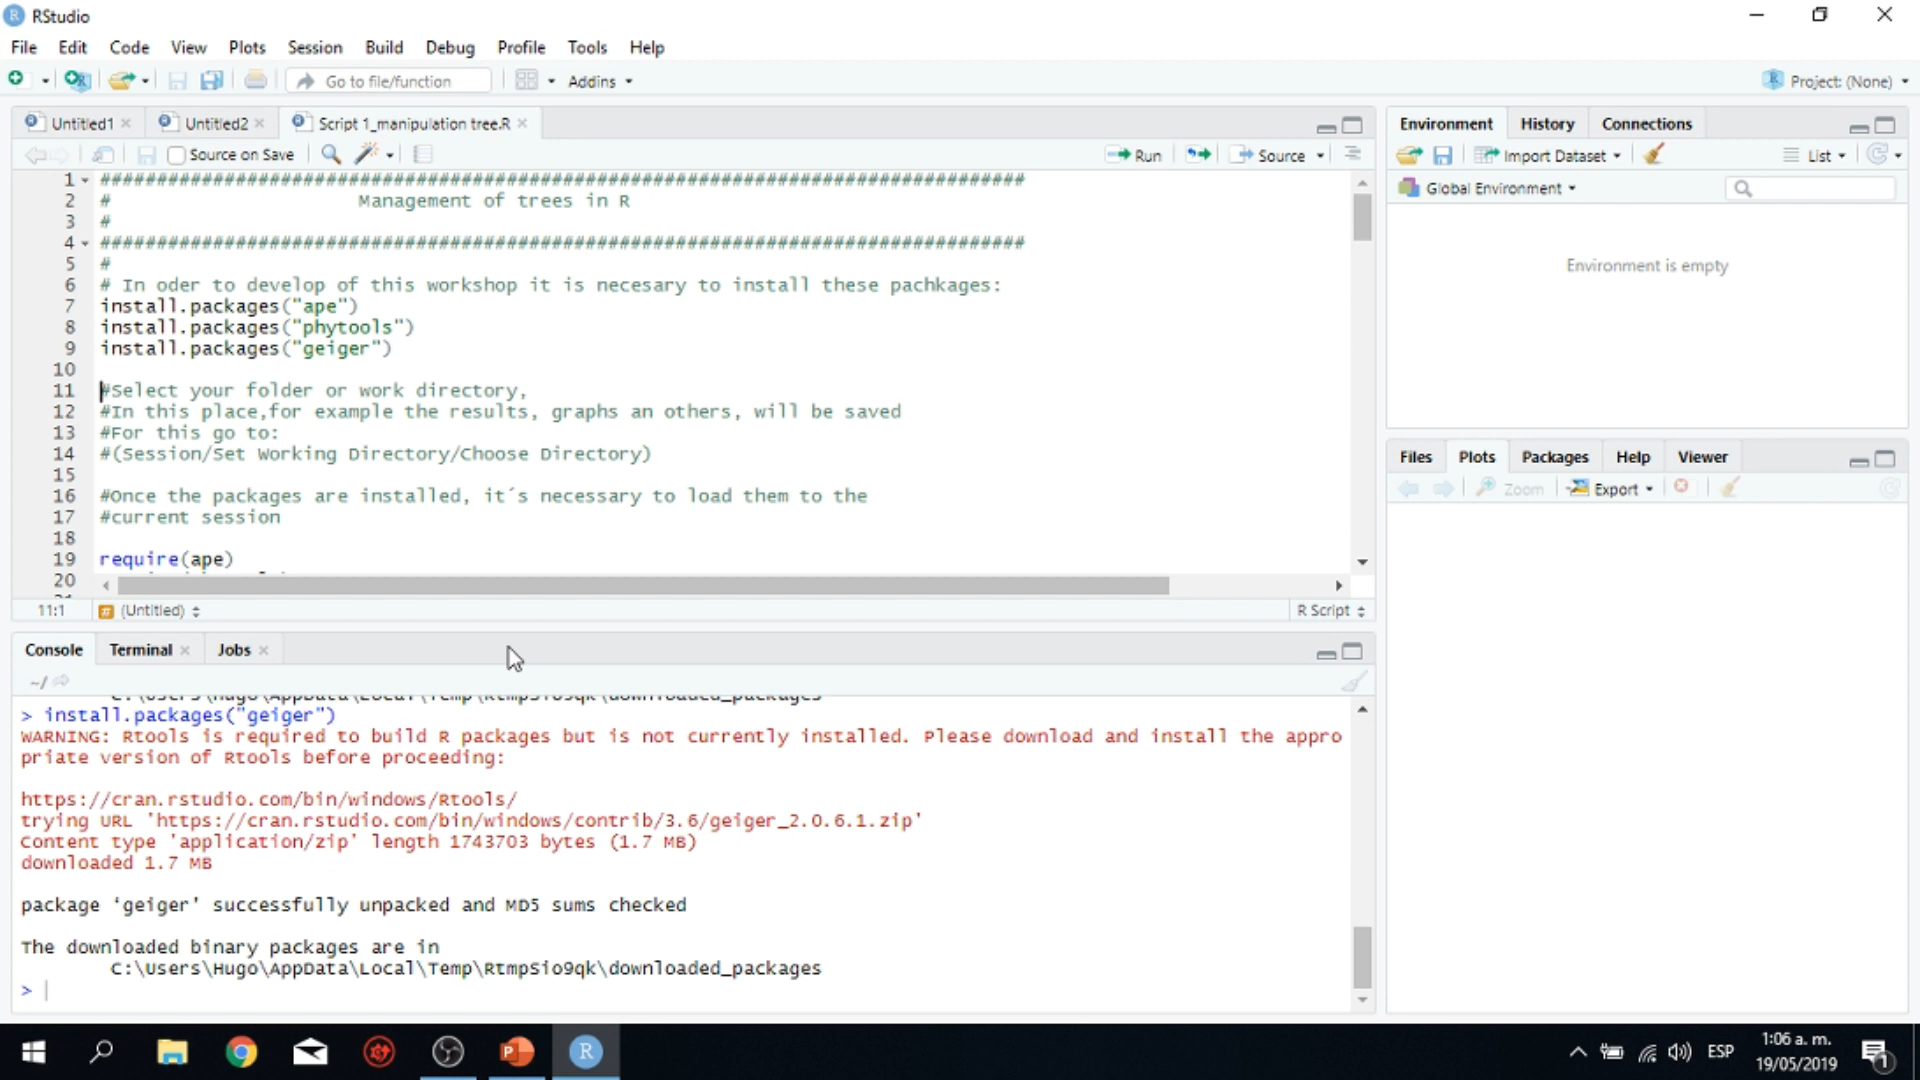 RStudio
File Edit Code View Plots Session Build Debug Profile Tools Help
Go to file/function Addins Project: (None)
Untitled1 Untitled2 Script 1_manipulation tree.R
Source on Save Run Source
1 ##################################################################################
2 # Management of trees in R
3 #
4 ##################################################################################
5 #
6 # In oder to develop of this workshop it is necesary to install these pachkages:
7 install.packages("ape")
8 install.packages("phytools")
9 install.packages("geiger")
10
11 #Select your folder or work directory,
12 #In this place,for example the results, graphs an others, will be saved
13 #For this go to:
14 #(Session/Set Working Directory/Choose Directory)
15
16 #Once the packages are installed, it´s necessary to load them to the
17 #current session
18
19 require(ape)
20
11:1 (Untitled) R Script
Console Terminal Jobs
~/
C:\Users\Hugo\AppData\Local\Temp\RtmpSio9qk\downloaded_packages
> install.packages("geiger")
WARNING: Rtools is required to build R packages but is not currently installed. Please download and install the appro
priate version of Rtools before proceeding:
https://cran.rstudio.com/bin/windows/Rtools/
trying URL 'https://cran.rstudio.com/bin/windows/contrib/3.6/geiger_2.0.6.1.zip'
Content type 'application/zip' length 1743703 bytes (1.7 MB)
downloaded 1.7 MB
package ‘geiger’ successfully unpacked and MD5 sums checked
The downloaded binary packages are in
C:\Users\Hugo\AppData\Local\Temp\RtmpSio9qk\downloaded_packages
>
Environment History Connections
Import Dataset List
Global Environment
Environment is empty
Files Plots Packages Help Viewer
Zoom Export
ESP
1:06 a. m.
19/05/2019
1